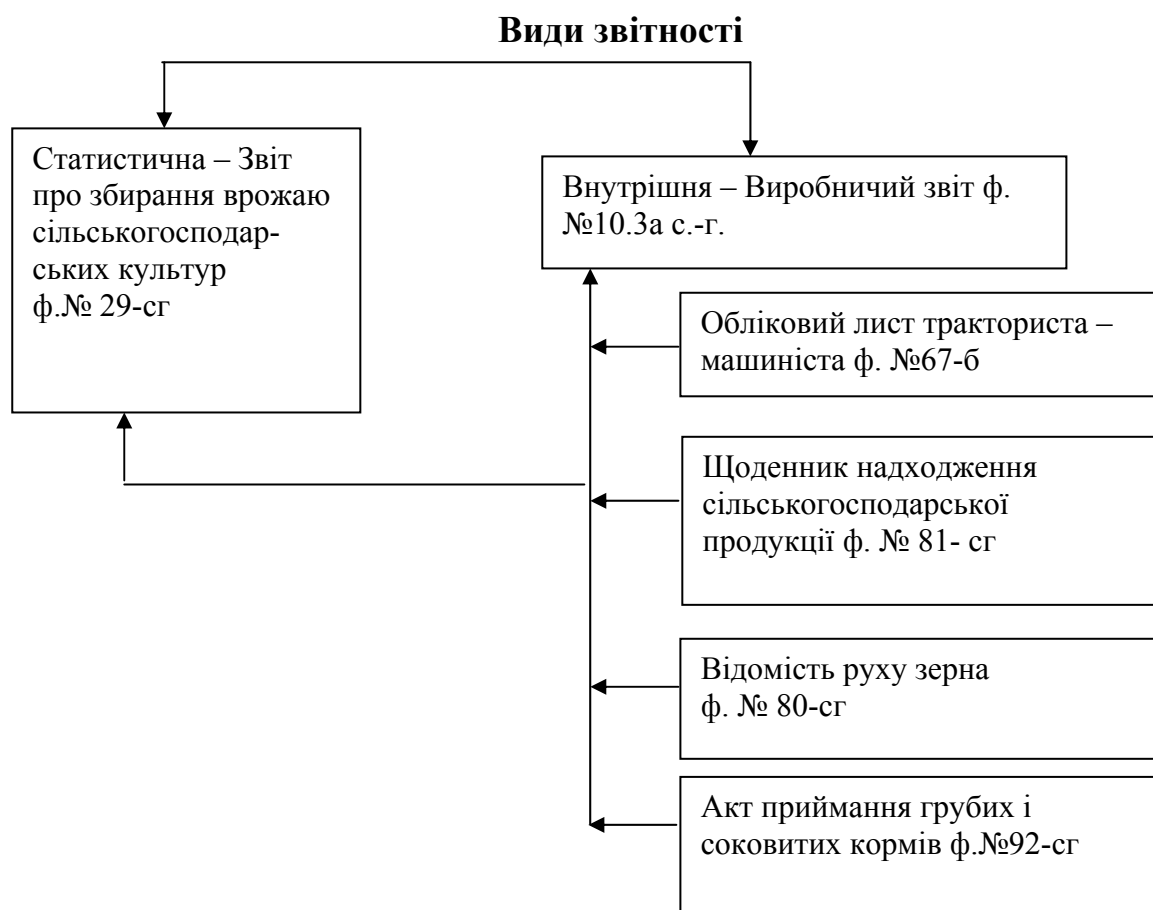 Види звітності
Статистична – Звіт
про збирання врожаю
сільськогосподар-
ських культур
ф.№ 29-сг
Внутрішня – Виробничий звіт ф.
№10.3а с.-г.
Обліковий лист тракториста –
машиніста ф. №67-б
Щоденник надходження
сільськогосподарської
продукції ф. № 81- сг
Відомість руху зерна
ф. № 80-сг
Акт приймання грубих і
соковитих кормів ф.№92-сг